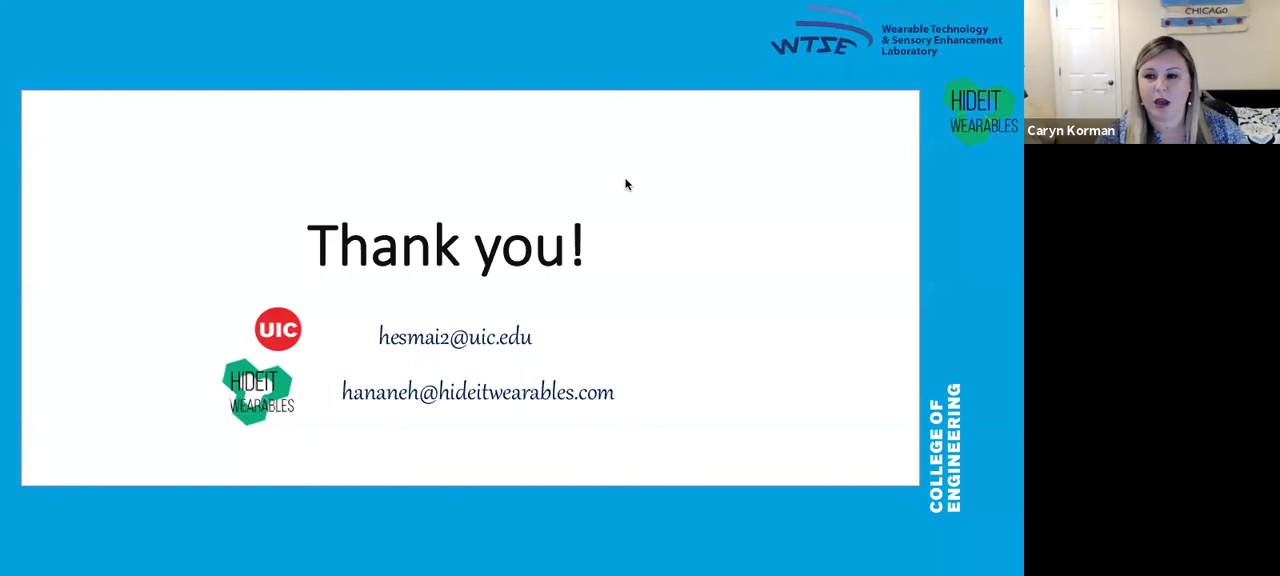 WTSE
Wearable Technology
& Sensory Enhancement
Laboratory
CHICAGO
HIDEIT
WEARABLES
Caryn Korman
Thank you!
UIC
hesmai2@uic.edu
HIDEIT
WEARABLES
hananeh@hideitwearables.com
COLLEGE OF
ENGINEERING